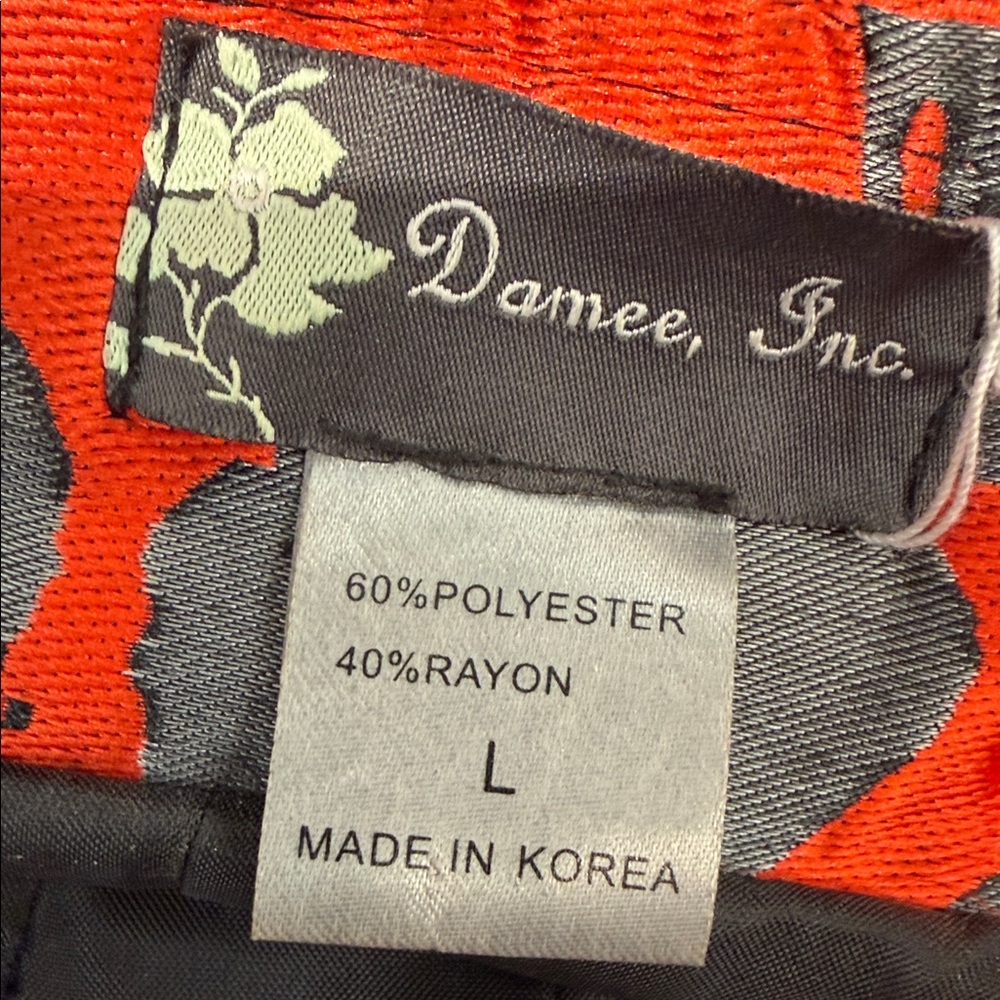 Damee, Inc.
60%POLYESTER
40%RAYON
L
MADE IN KOREA